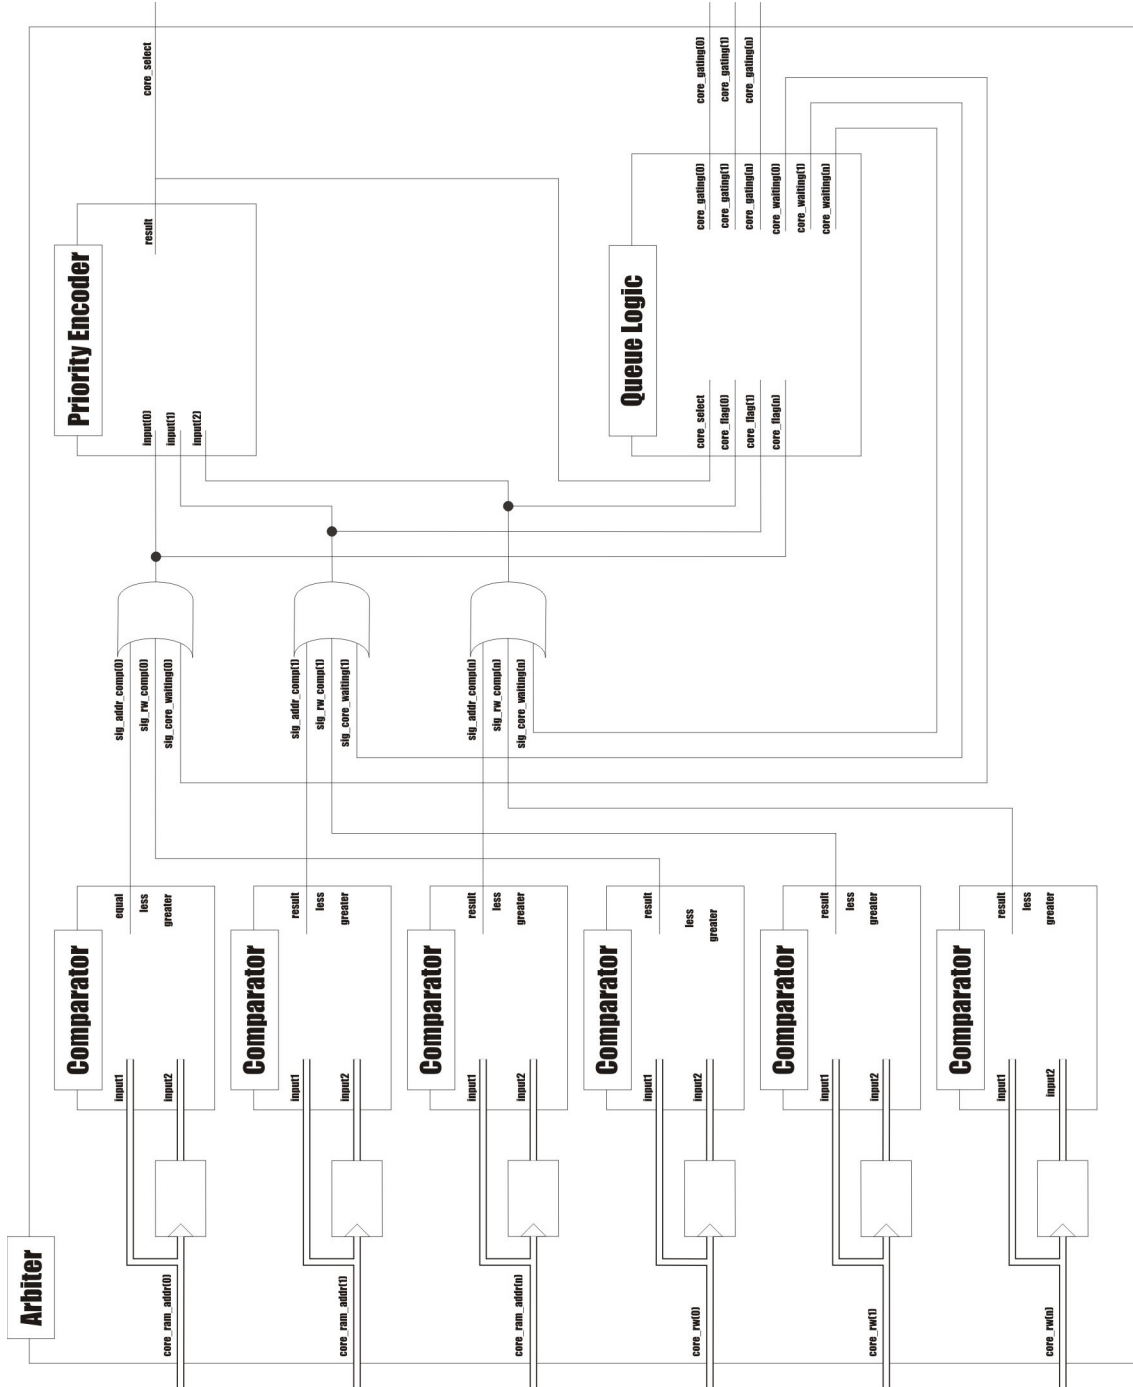 Arbiter
core_ram_addr(0)
core_ram_addr(1)
core_ram_addr(n)
core_rw(0)
core_rw(1)
core_rw(n)
Comparator
input1
input2
equal
less
greater
Comparator
input1
input2
result
less
greater
Comparator
input1
input2
result
less
greater
Comparator
input1
input2
result
less
greater
Comparator
input1
input2
result
less
greater
Comparator
input1
input2
result
less
greater
sig_addr_comp(0)
sig_rw_comp(0)
sig_core_waiting(0)
sig_addr_comp(1)
sig_rw_comp(1)
sig_core_waiting(1)
sig_addr_comp(n)
sig_rw_comp(n)
sig_core_waiting(n)
Priority Encoder
input(0)
input(1)
input(2)
result
core_select
Queue Logic
core_select
core_flag(0)
core_flag(1)
core_flag(n)
core_gating(0)
core_gating(1)
core_gating(n)
core_waiting(0)
core_waiting(1)
core_waiting(n)
core_gating(0)
core_gating(1)
core_gating(n)